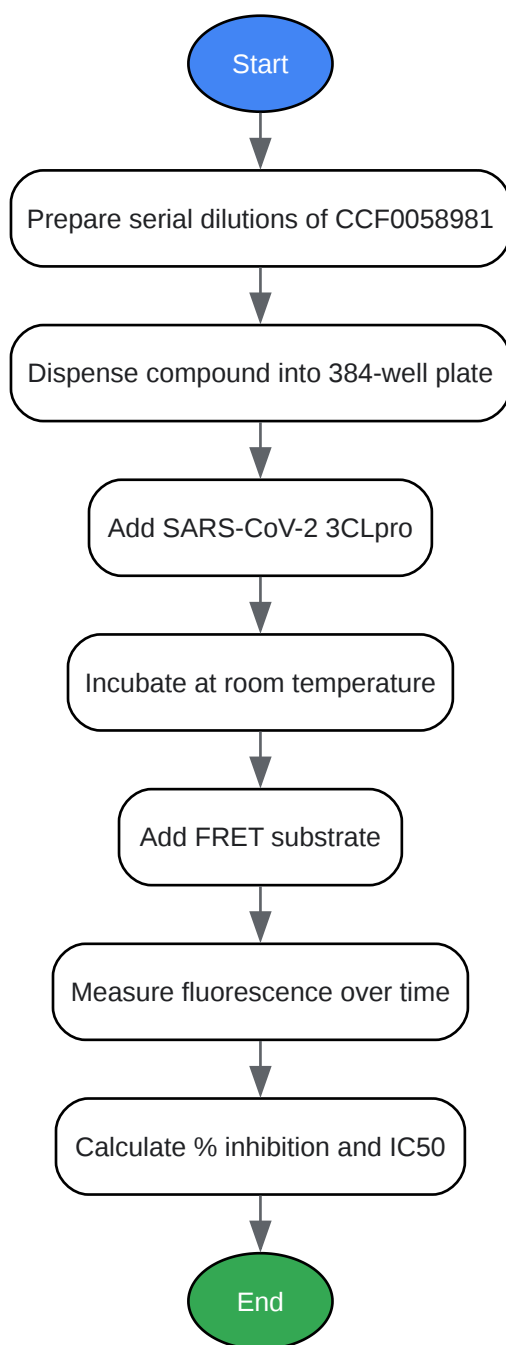 Start
Prepare serial dilutions of CCF0058981
Dispense compound into 384-well plate
Add SARS-CoV-2 3CLpro
Incubate at room temperature
Add FRET substrate
Measure fluorescence over time
Calculate % inhibition and IC50
End